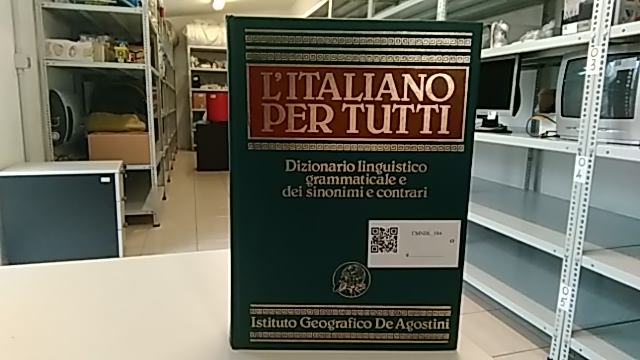 L'ITALIANO
PER TUTTI
Dizionario linguistico
grammaticale e
dei sinonimi e contrari
Istituto Geografico De Agostini